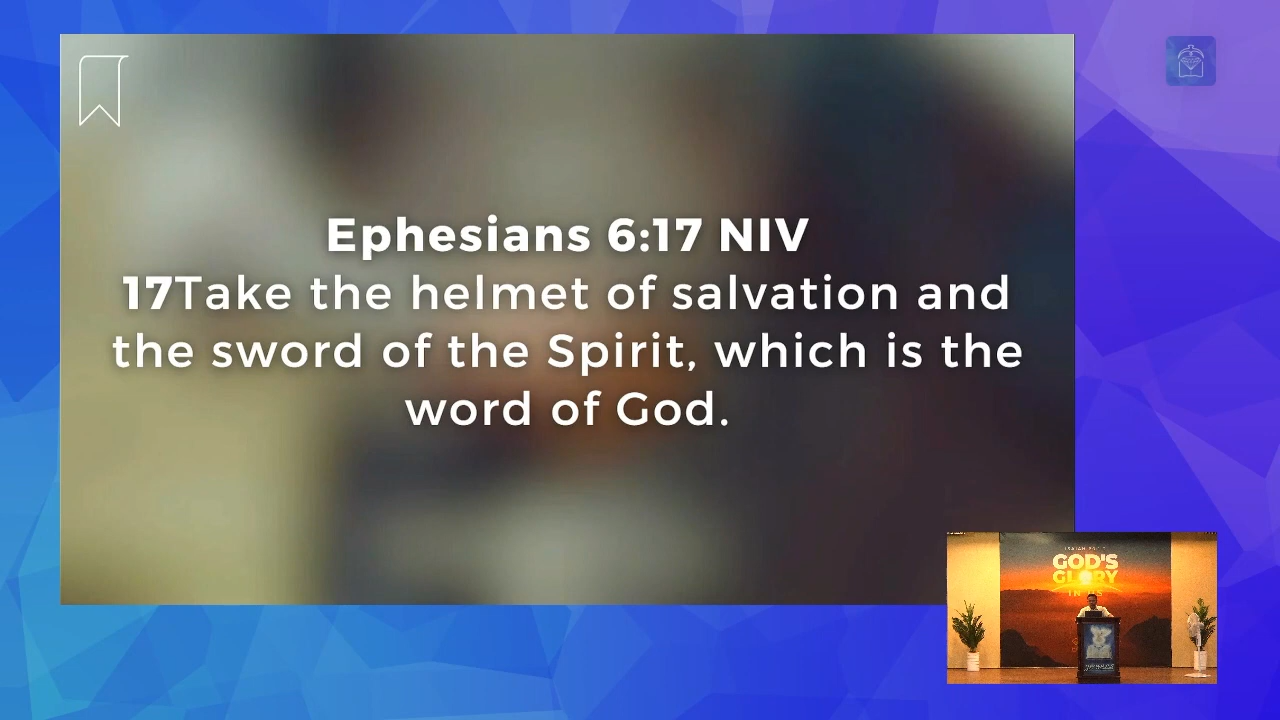 Ephesians 6:17 NIV
17Take the helmet of salvation and
the sword of the Spirit, which is the
word of God.
GOD'S
GLORY